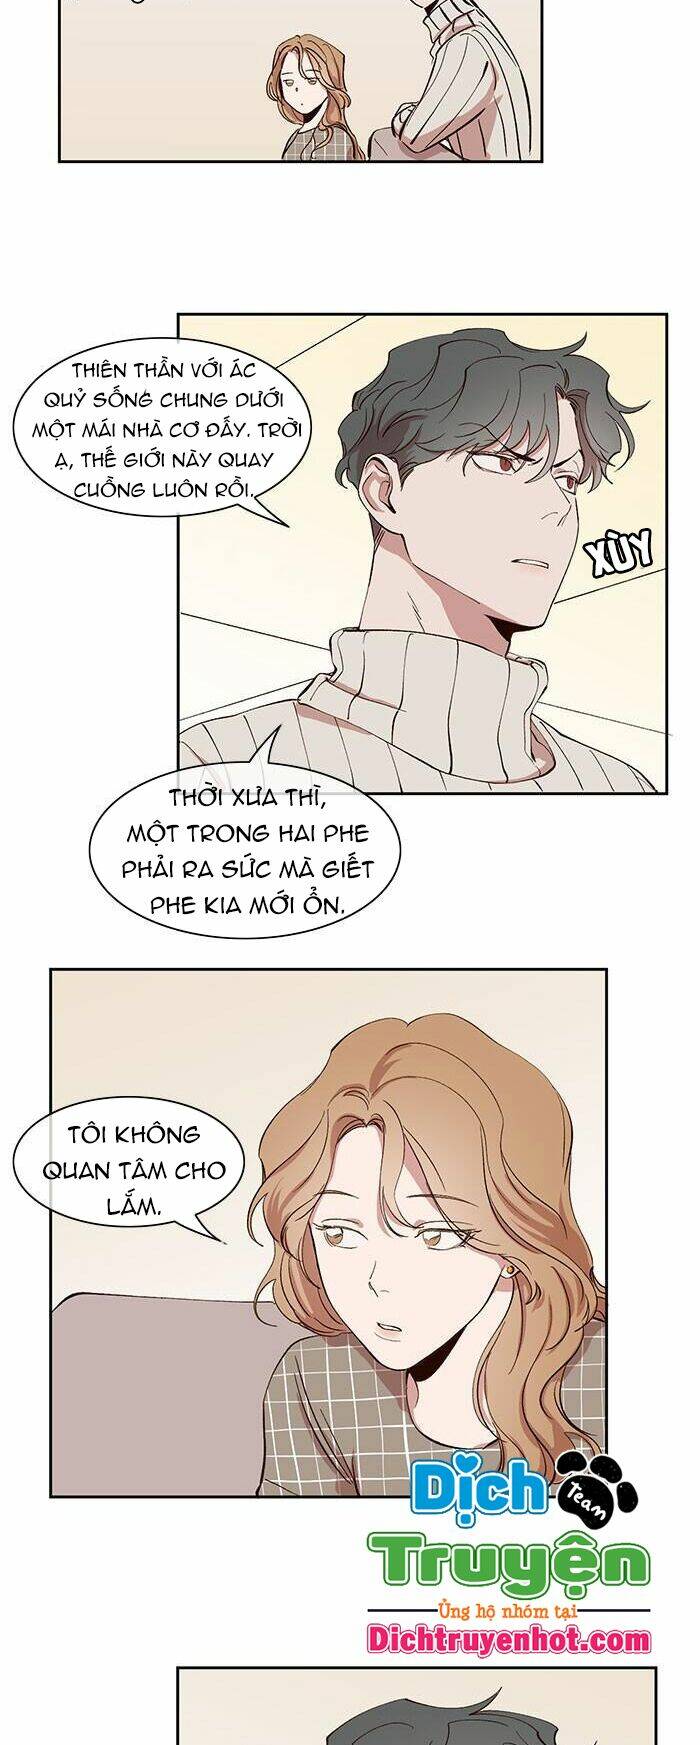 THIÊN THẦN VỚI ÁC
QUỶ SỐNG CHUNG DƯỚI
MỘT MÁI NHÀ CƠ ĐẤY. TRỜI
Ạ, THẾ GIỚI NÀY QUAY
CUỒNG LUÔN RỒI.
XÙY
THỜI XƯA THÌ,
MỘT TRONG HAI PHE
PHẢI RA SỨC MÀ GIẾT
PHE KIA MỚI ỔN.
TÔI KHÔNG
QUAN TÂM CHO
LẮM.
Dịch
Team
Truyện
Ủng hộ nhóm tại
Dichtruyenhot.com